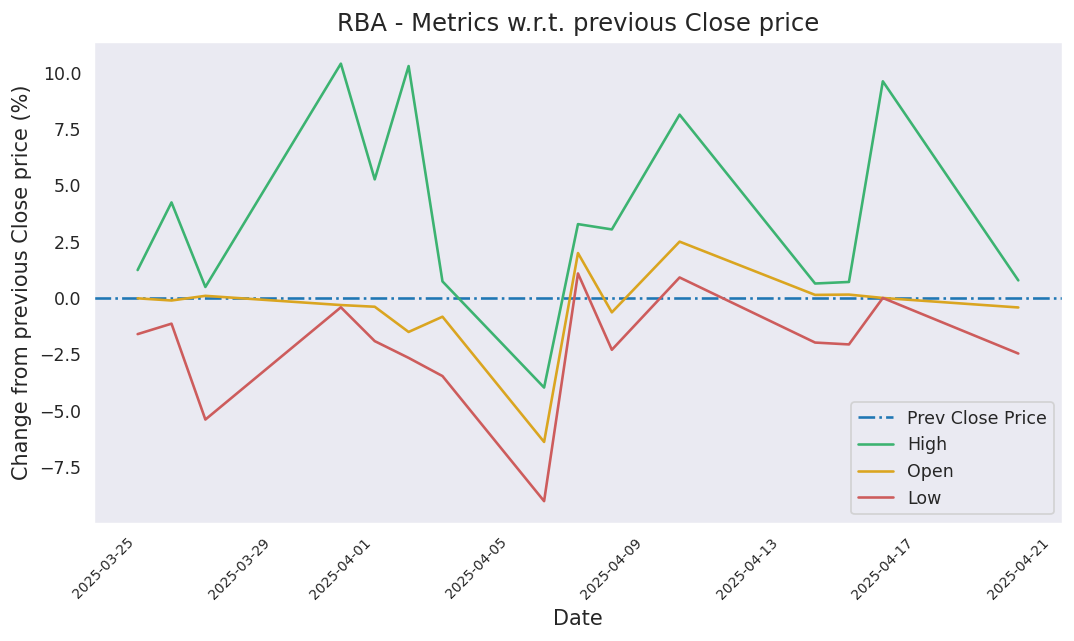 RBA - Metrics w.r.t. previous Close price
Change from previous Close price (%)
10.0
7.5
5.0
2.5
0.0
−2.5
−5.0
−7.5
Prev Close Price
High
Open
Low
2025-03-25
2025-03-29
2025-04-01
2025-04-05
2025-04-09
2025-04-13
2025-04-17
2025-04-21
Date